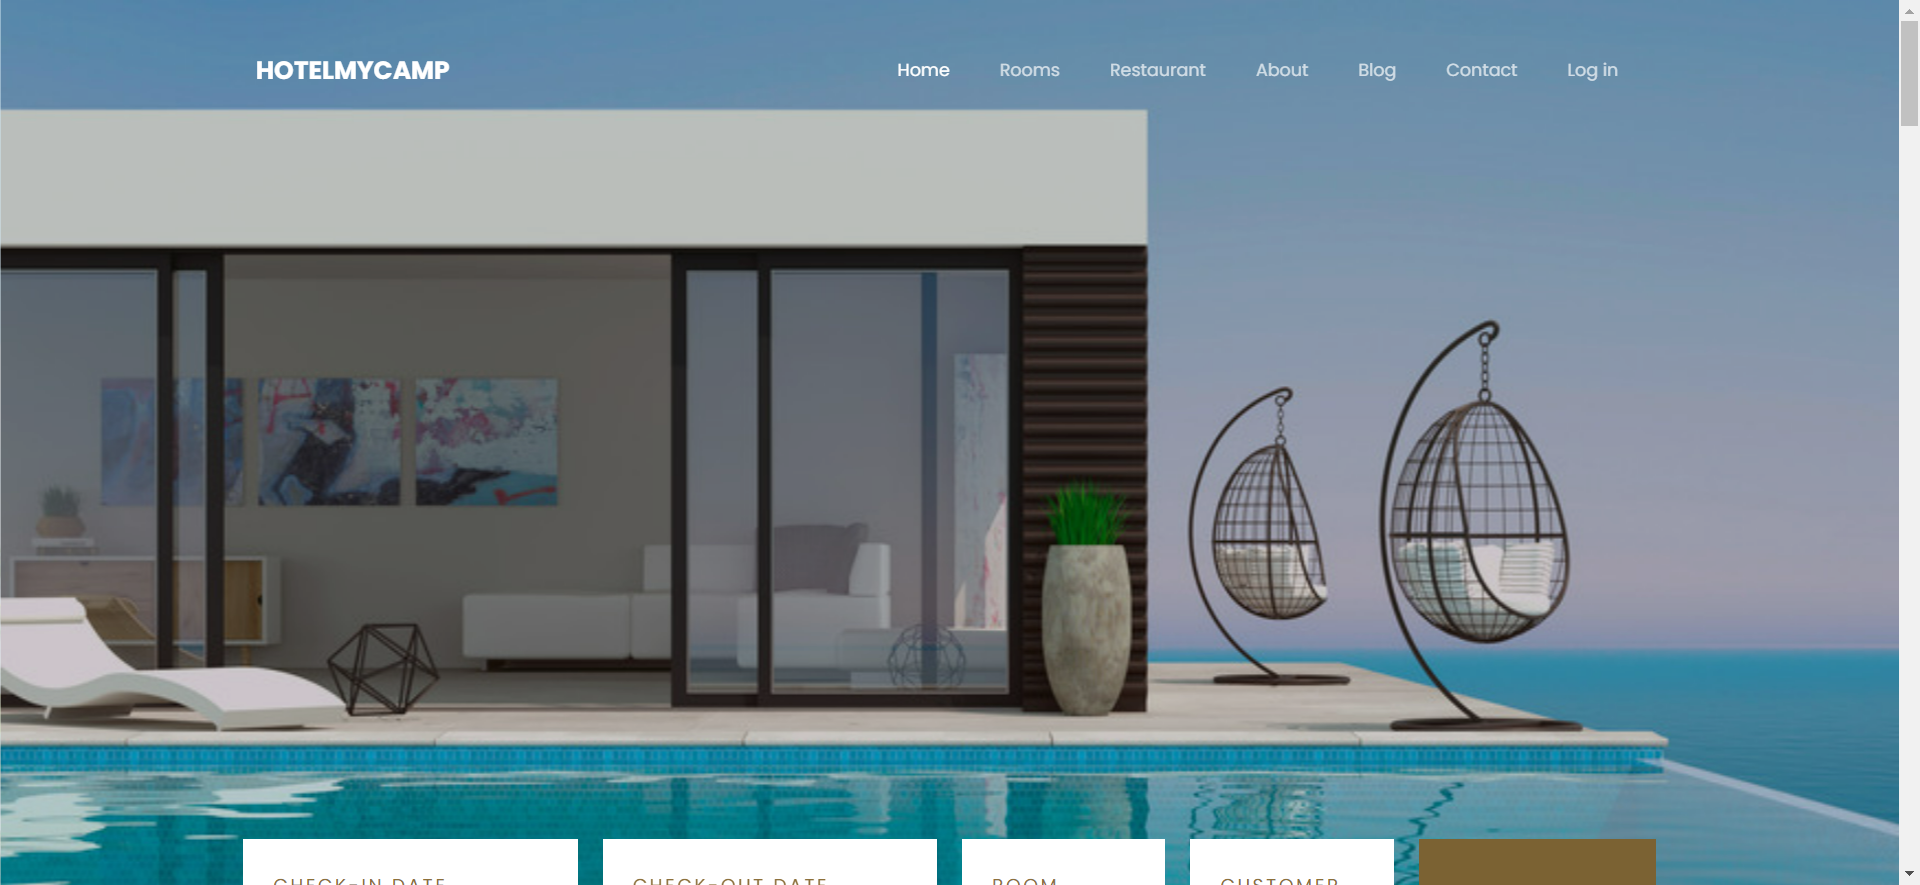 HOTELMYCAMP
Home Rooms Restaurant About Blog Contact Log in
CHECK-IN DATE CHECK-OUT DATE ROOM CUSTOMER